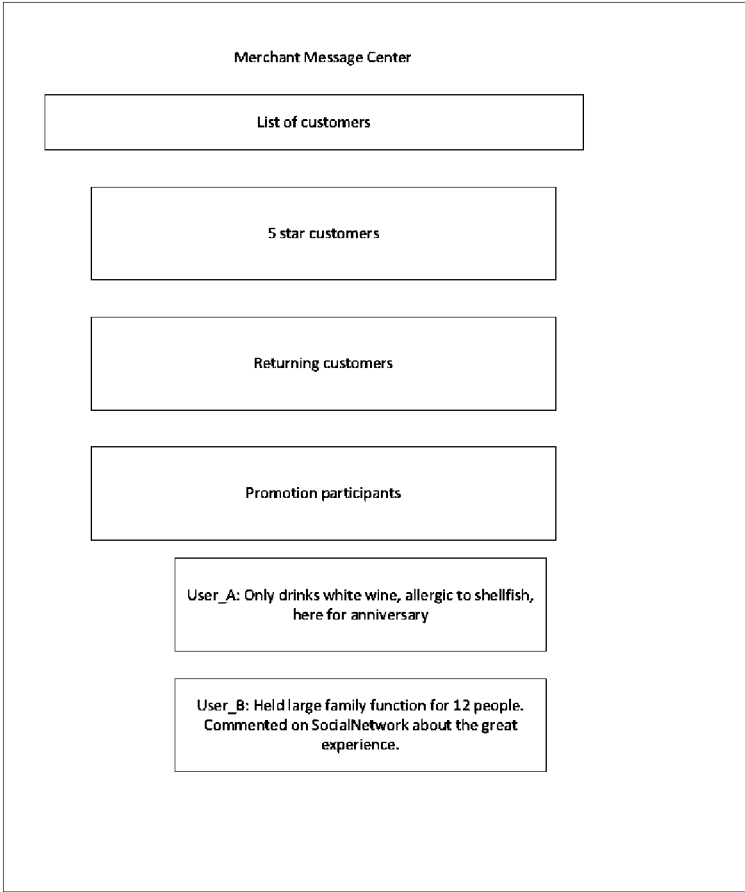 Merchant Message Center
List of customers
5 star customers
Returning customers
Promotion participants
User_A: Only drinks white wine, allergic to shellfish,
here for anniversary
User_B: Held large family function for 12 people.
Commented on SocialNetwork about the great
experience.